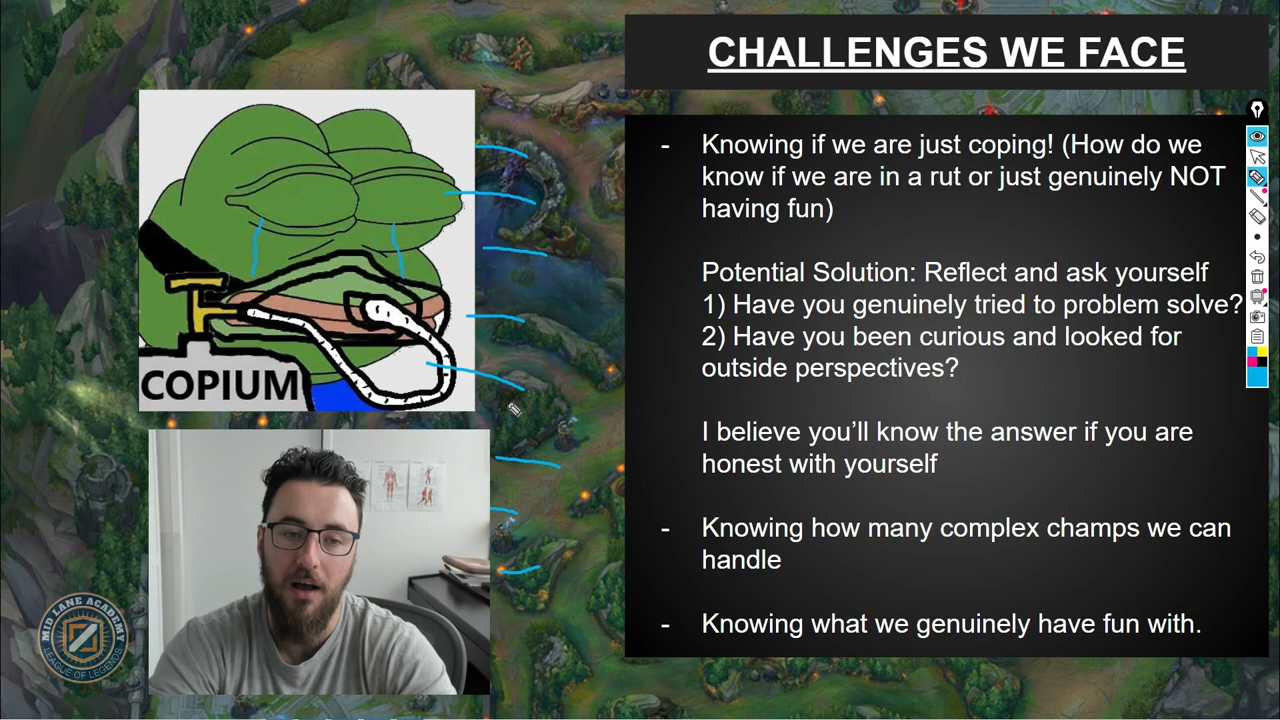 CHALLENGES WE FACE
- Knowing if we are just coping! (How do we
know if we are in a rut or just genuinely NOT
having fun)
Potential Solution: Reflect and ask yourself
1) Have you genuinely tried to problem solve?
2) Have you been curious and looked for
outside perspectives?
I believe you’ll know the answer if you are
honest with yourself
- Knowing how many complex champs we can
handle
- Knowing what we genuinely have fun with.
COPIUM
MID LANE ACADEMY
LEAGUE OF LEGENDS